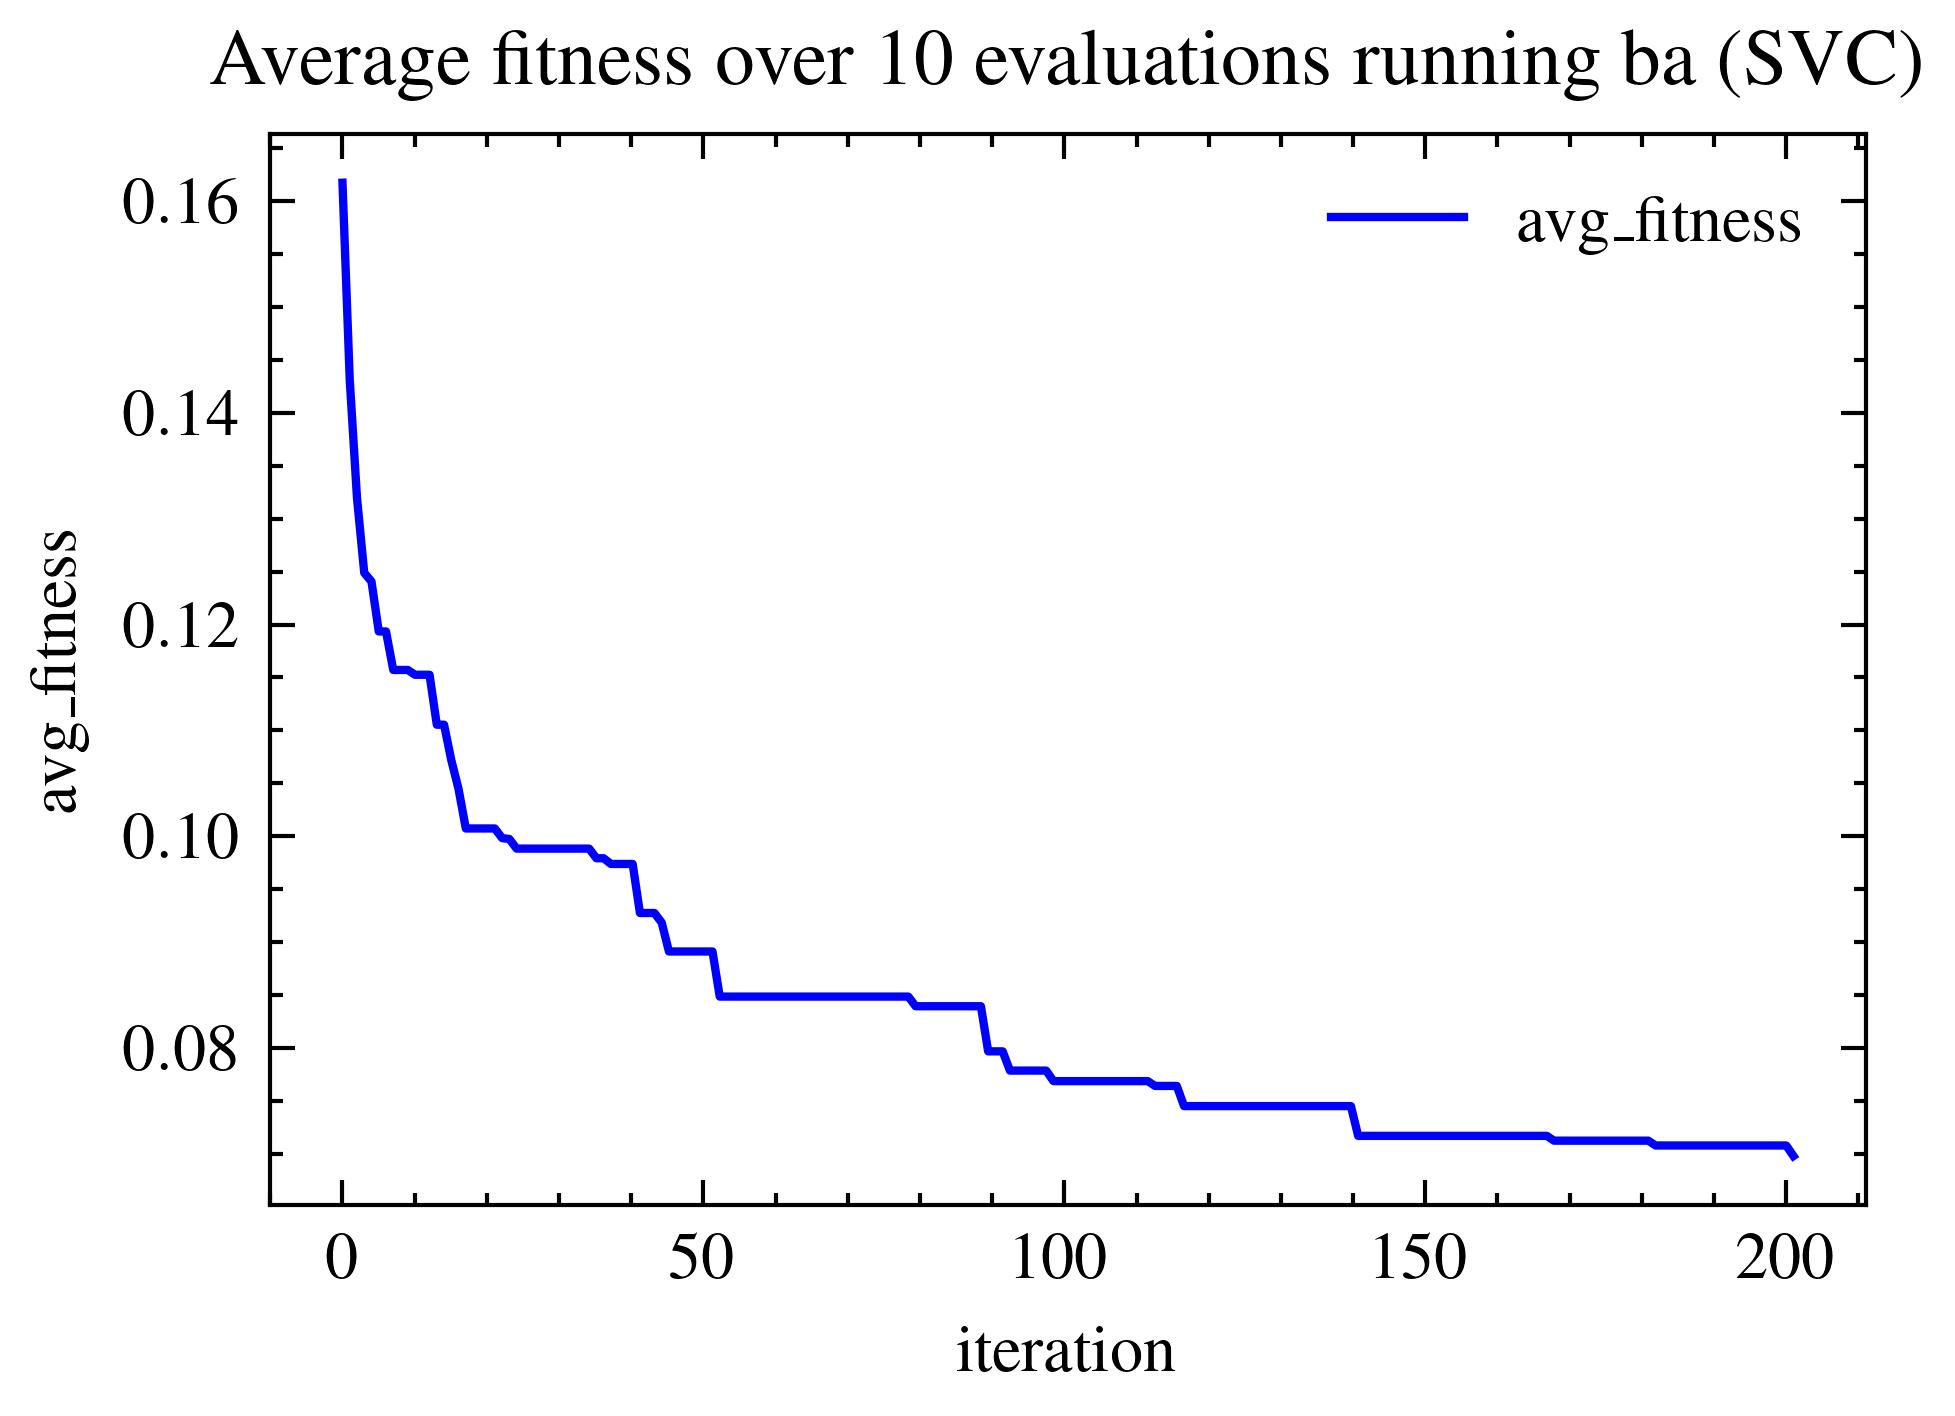 Average fitness over 10 evaluations running ba (SVC)
avg_fitness
0.16
0.14
0.12
0.10
0.08
avg_fitness
0 50 100 150 200
iteration